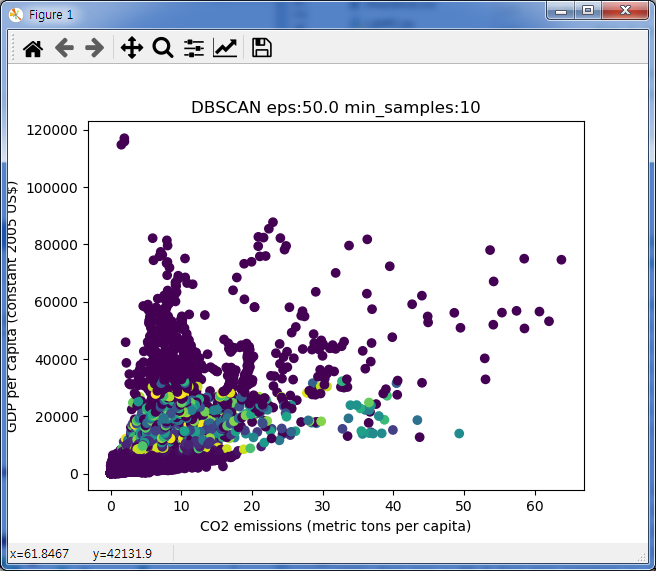 Figure 1
DBSCAN eps:50.0 min_samples:10
GDP per capita (constant 2005 US$)
120000
100000
80000
60000
40000
20000
0
0 10 20 30 40 50 60
CO2 emissions (metric tons per capita)
x=61.8467 y=42131.9